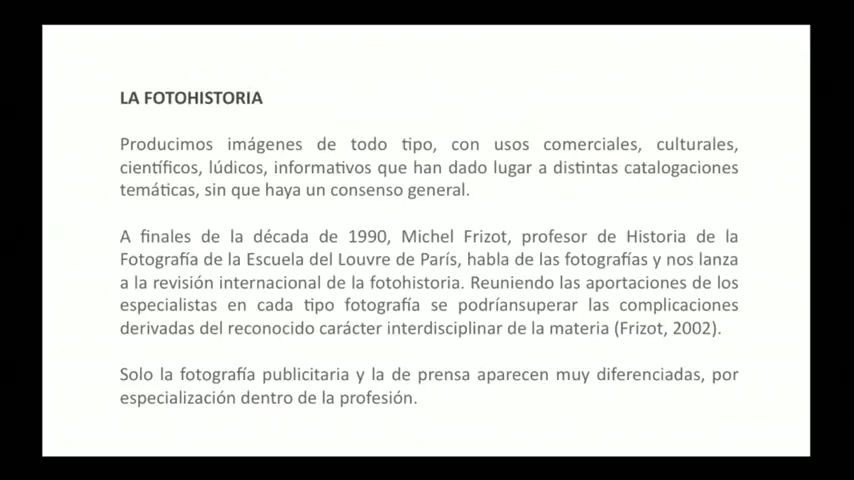 LA FOTOHISTORIA
Producimos imágenes de todo tipo, con usos comerciales, culturales,
científicos, lúdicos, informativos que han dado lugar a distintas catalogaciones
temáticas, sin que haya un consenso general.
A finales de la década de 1990, Michel Frizot, profesor de Historia de la
Fotografía de la Escuela del Louvre de París, habla de las fotografías y nos lanza
a la revisión internacional de la fotohistoria. Reuniendo las aportaciones de los
especialistas en cada tipo fotografía se podríansuperar las complicaciones
derivadas del reconocido carácter interdisciplinar de la materia (Frizot, 2002).
Solo la fotografía publicitaria y la de prensa aparecen muy diferenciadas, por
especialización dentro de la profesión.